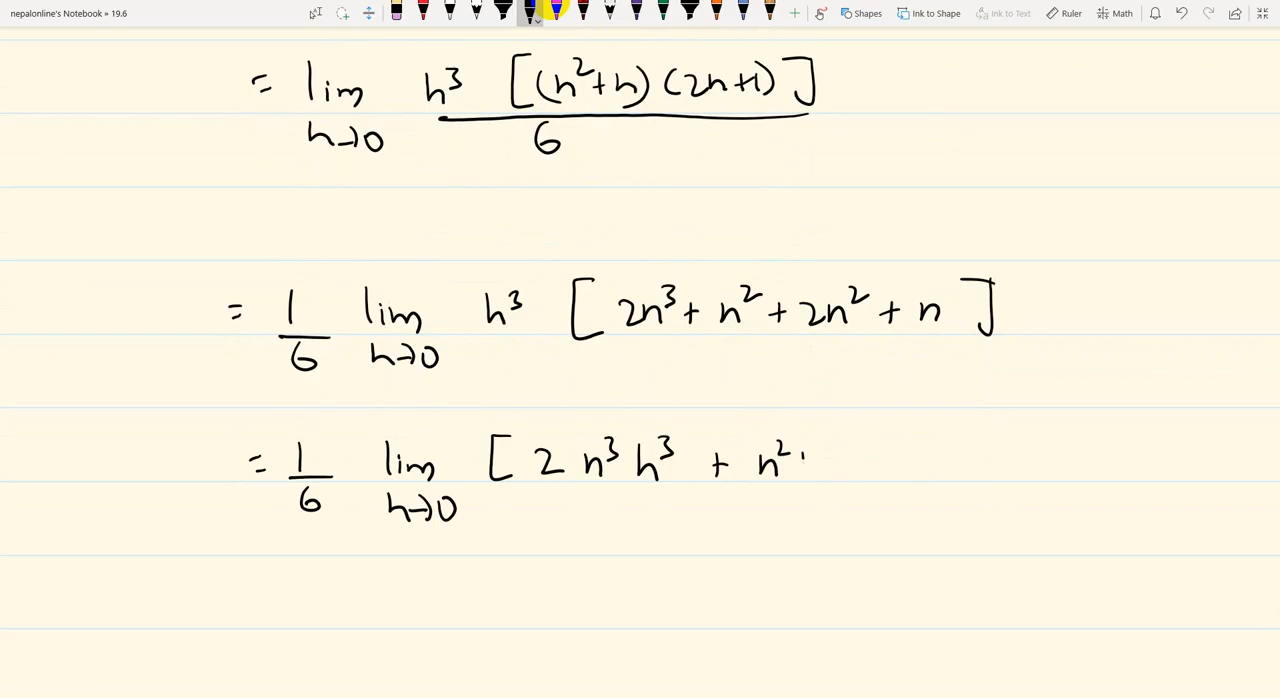 nepalonline's Notebook » 19.6 Shapes Ink to Shape Ink to Text Ruler Math
= lim h→0 h³ [(n²+n)(2n+1)] / 6
= 1/6 lim h→0 h³ [2n³ + n² + 2n² + n]
= 1/6 lim h→0 [2 n³ h³ + n²